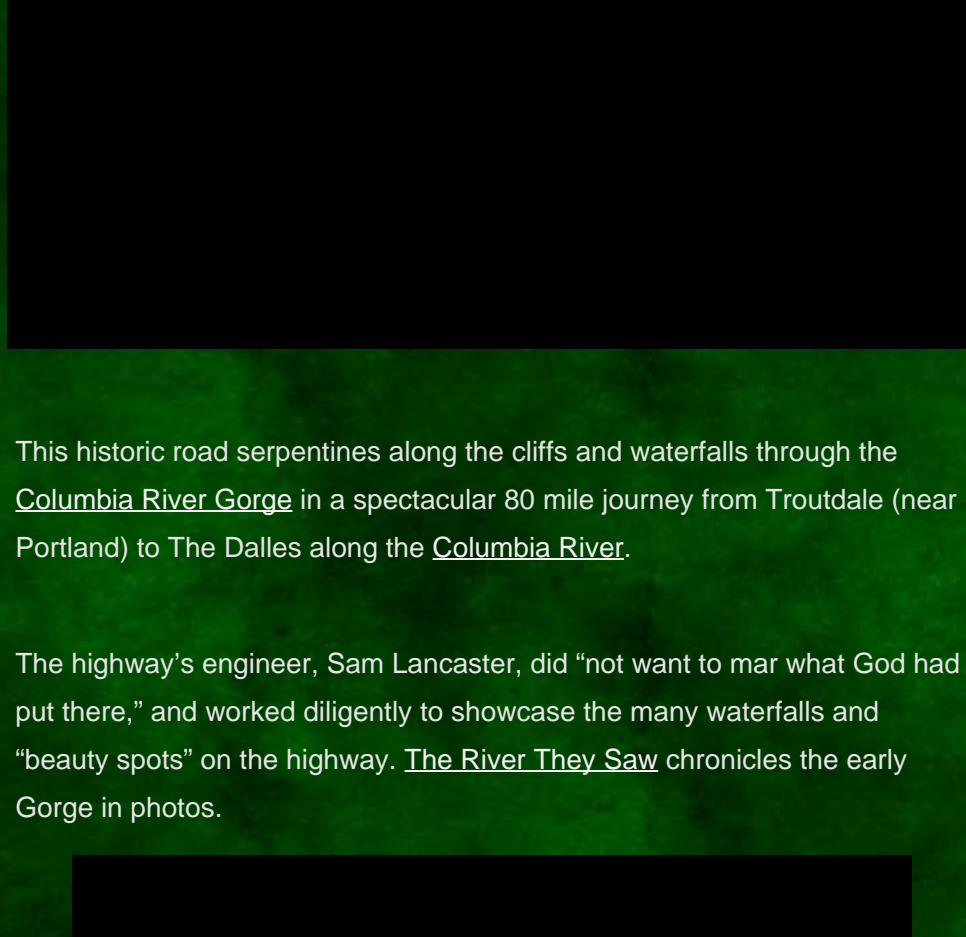 This historic road serpentines along the cliffs and waterfalls through the
Columbia River Gorge in a spectacular 80 mile journey from Troutdale (near
Portland) to The Dalles along the Columbia River.
The highway’s engineer, Sam Lancaster, did “not want to mar what God had
put there,” and worked diligently to showcase the many waterfalls and
“beauty spots” on the highway. The River They Saw chronicles the early
Gorge in photos.